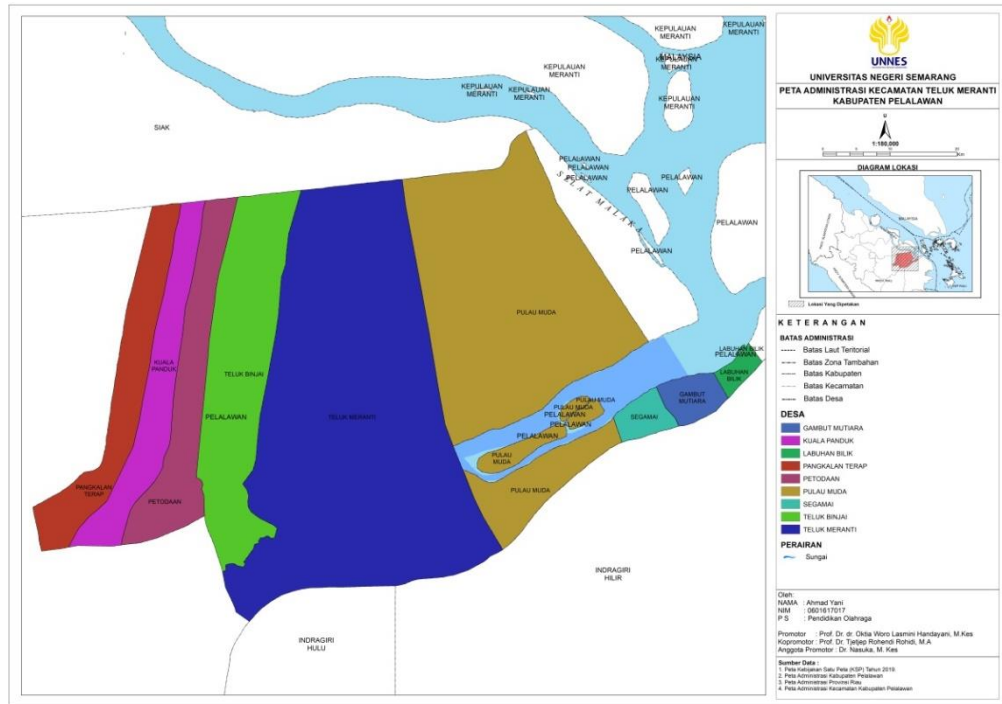 KEPULAUAN
MERANTI
KEPULAUAN
MERANTI
MALAYSIA
KEPULAUAN
MERANTI
KEPULAUAN
MERANTI
KEPULAUAN
MERANTI
KEPULAUAN
MERANTI
KEPULAUAN
MERANTI
SIAK
PELALAWAN
PELALAWAN
PELALAWAN
PELALAWAN
PELALAWAN
SELAT MALAKA
PELALAWAN
PELALAWAN
PULAU MUDA
KUALA
PANDUK
TELUK BINJAI
PELALAWAN
TELUK MERANTI
LABUHAN BILIK
PELALAWAN
LABUHAN
BILIK
GAMBUT
MUTIARA
SEGAMAI
PULAU MUDA
PULAU MUDA
PELALAWAN
PELALAWAN
PELALAWAN
PULAU
MUDA
PULAU MUDA
PANGKALAN
TERAP
PETODAAN
INDRAGIRI
HILIR
INDRAGIRI
HULU
UNNES
UNIVERSITAS NEGERI SEMARANG
PETA ADMINISTRASI KECAMATAN TELUK MERANTI
KABUPATEN PELALAWAN
1:180,000
DIAGRAM LOKASI
Lokasi Yang Dipetakan
KETERANGAN
BATAS ADMINISTRASI
Batas Laut Teritorial
Batas Zona Tambahan
Batas Kabupaten
Batas Kecamatan
Batas Desa
DESA
GAMBUT MUTIARA
KUALA PANDUK
LABUHAN BILIK
PANGKALAN TERAP
PETODAAN
PULAU MUDA
SEGAMAI
TELUK BINJAI
TELUK MERANTI
PERAIRAN
Sungai
Oleh:
NAMA : Ahmad Yani
NIM : 0601617017
P S : Pendidikan Olahraga
Promotor : Prof. Dr. dr. Oktia Woro Lasmini Handayani, M.Kes
Kopromotor : Prof. Dr. Tjetjep Rohendi Rohidi, M.A
Anggota Promotor : Dr. Nasuka, M. Kes
Sumber Data :
1. Peta Kebijakan Satu Peta (KSP) Tahun 2019.
2. Peta Administrasi Kabupaten Pelalawan
3. Peta Administrasi Provinsi Riau
4. Peta Administrasi Kecamatan Kabupaten Pelalawan